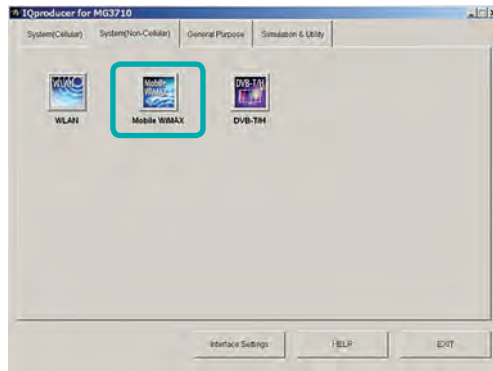 IQproducer for MG3710
System(Cellular) System(Non-Cellular) General Purpose Simulation & Utility
WLAN Mobile WiMAX DVB-T/H
WLAN Mobile WiMAX DVB-T/H
Interface Settings HELP EXIT